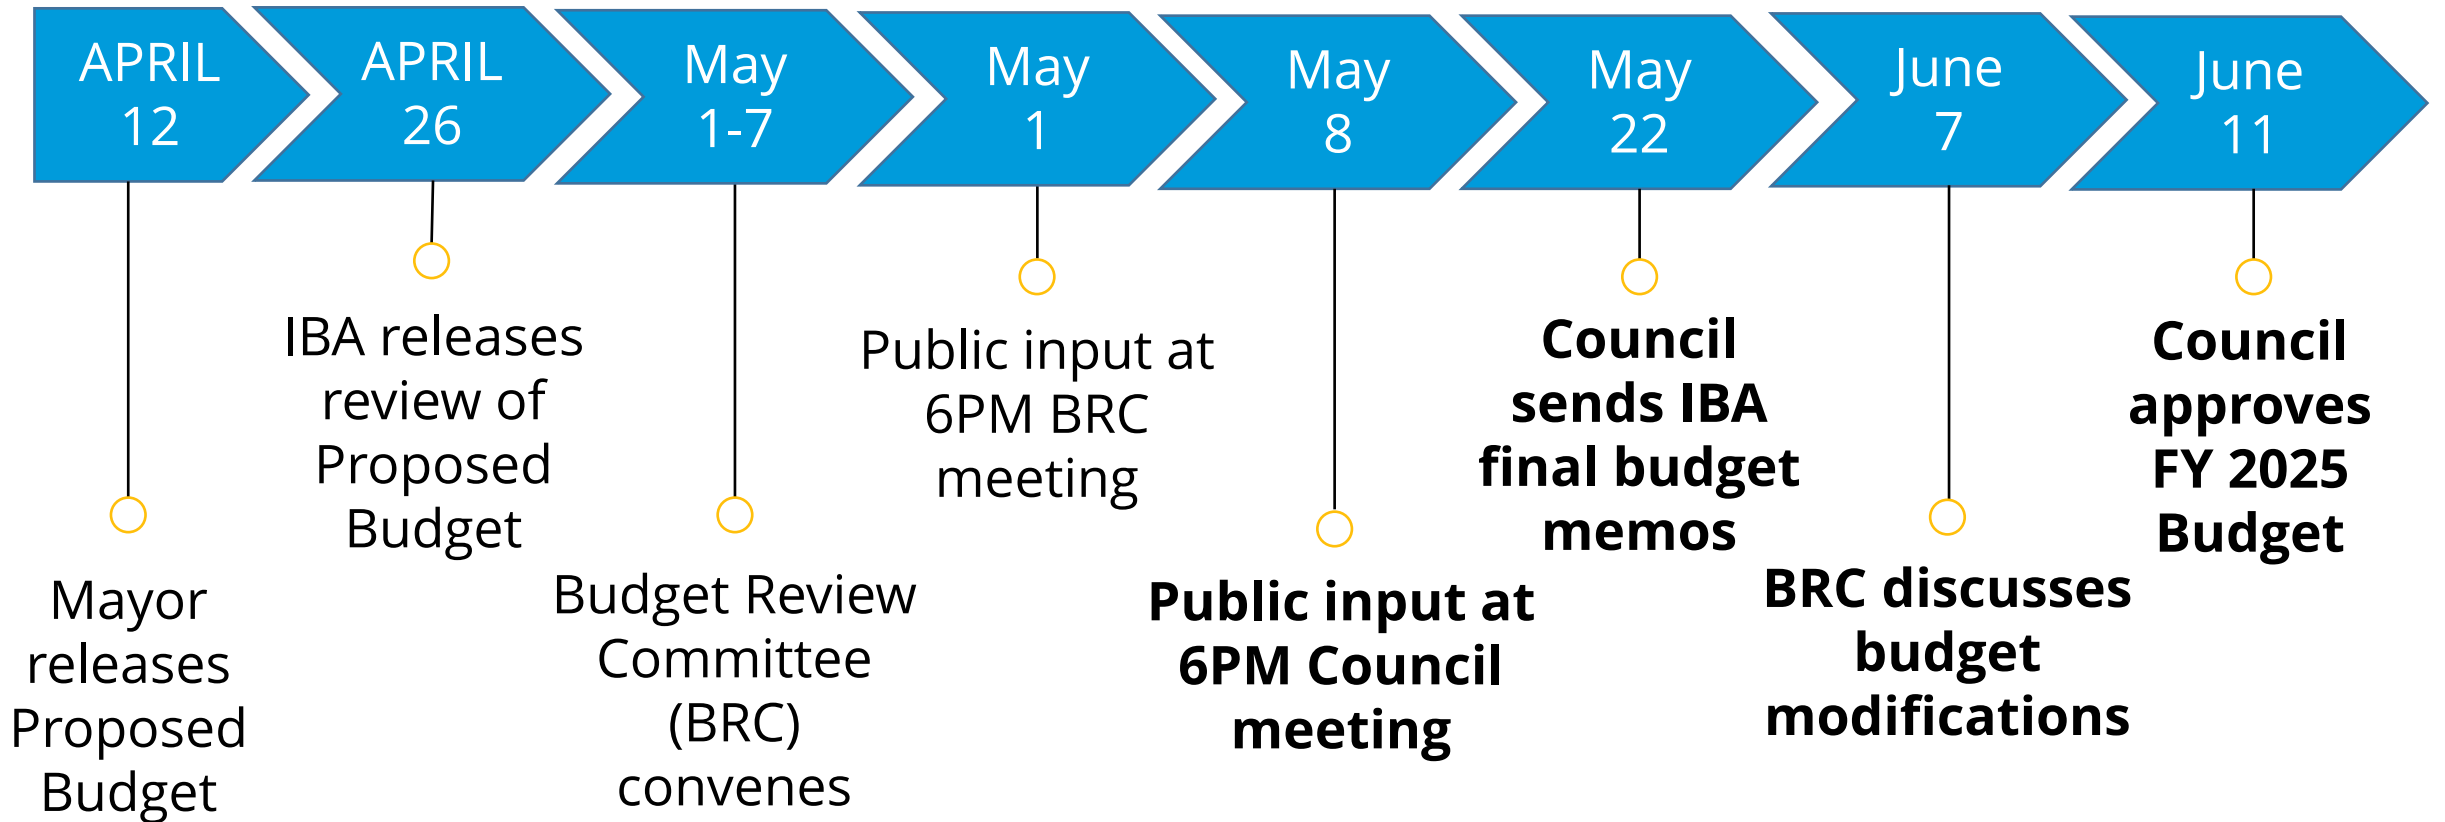 APRIL
12
APRIL
26
May
1-7
May
1
May
8
May
22
June
7
June
11
Mayor
releases
Proposed
Budget
IBA releases
review of
Proposed
Budget
Budget Review
Committee
(BRC)
convenes
Public input at
6PM BRC
meeting
Public input at
6PM Council
meeting
Council
sends IBA
final budget
memos
BRC discusses
budget
modifications
Council
approves
FY 2025
Budget